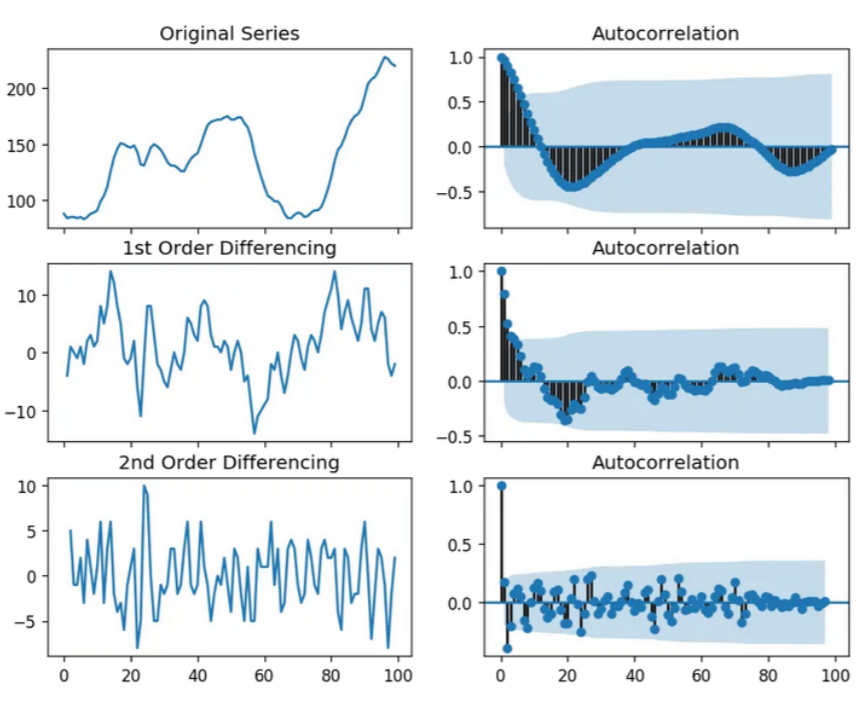 Original Series
Autocorrelation
200
150
100
1.0
0.5
0.0
−0.5
1st Order Differencing
Autocorrelation
10
0
−10
1.0
0.5
0.0
−0.5
2nd Order Differencing
Autocorrelation
10
5
0
−5
1.0
0.5
0.0
0 20 40 60 80 100
0 20 40 60 80 100